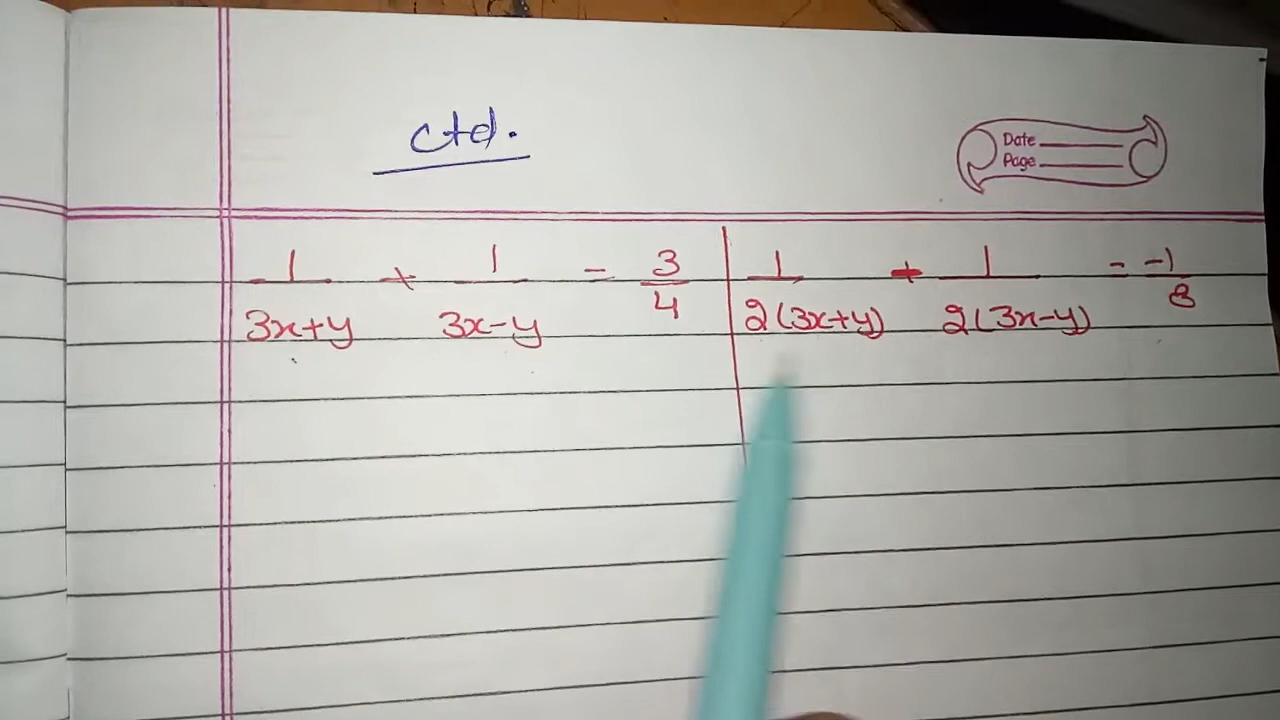 Ctd.
Date
Page
1/(3x+y) + 1/(3x-y) = 3/4
1/(2(3x+y)) + 1/(2(3x-y)) = -1/8